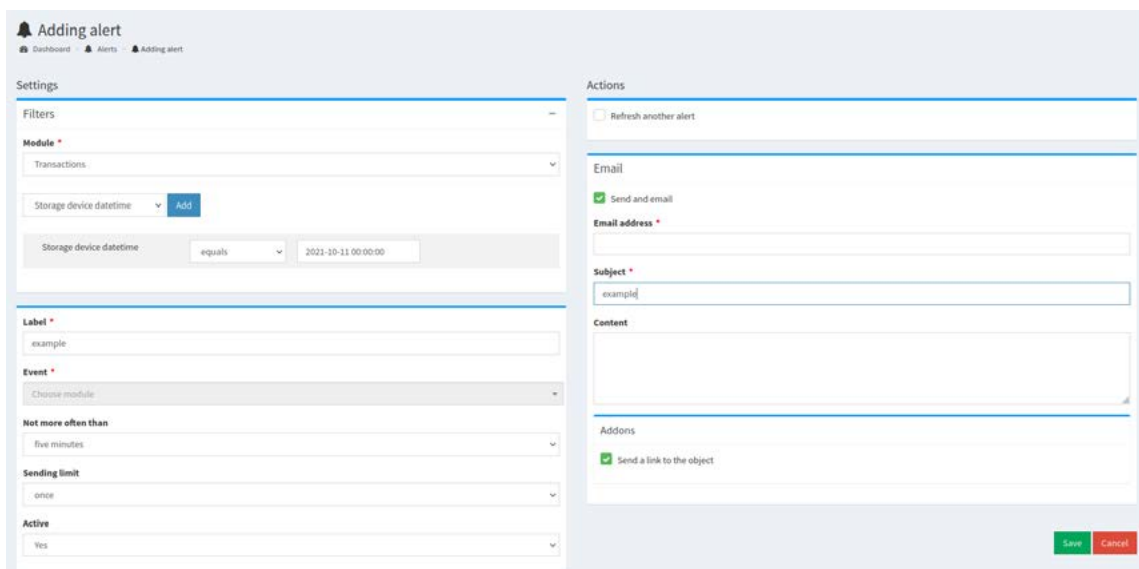 Adding alert
Dashboard Alerts Adding alert
Settings
Filters
Module *
Transactions
Storage device datetime Add
Storage device datetime equals 2021-10-11 00:00:00
Label *
example
Event *
Choose module
Not more often than
five minutes
Sending limit
once
Active
Yes
Actions
Refresh another alert
Email
Send and email
Email address *
Subject *
example
Content
Addons
Send a link to the object
Save Cancel